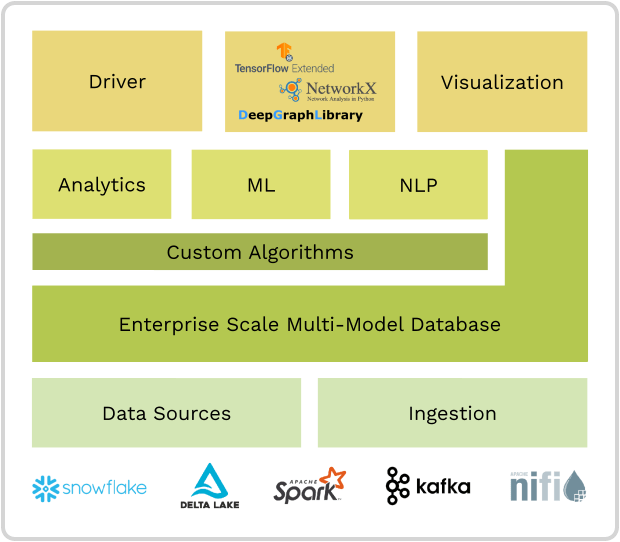 Driver
TensorFlow Extended
NetworkX
Network Analysis in Python
DeepGraphLibrary
Visualization
Analytics
ML
NLP
Custom Algorithms
Enterprise Scale Multi-Model Database
Data Sources
Ingestion
snowflake
DELTA LAKE
APACHE
Spark
kafka
APACHE
nifi